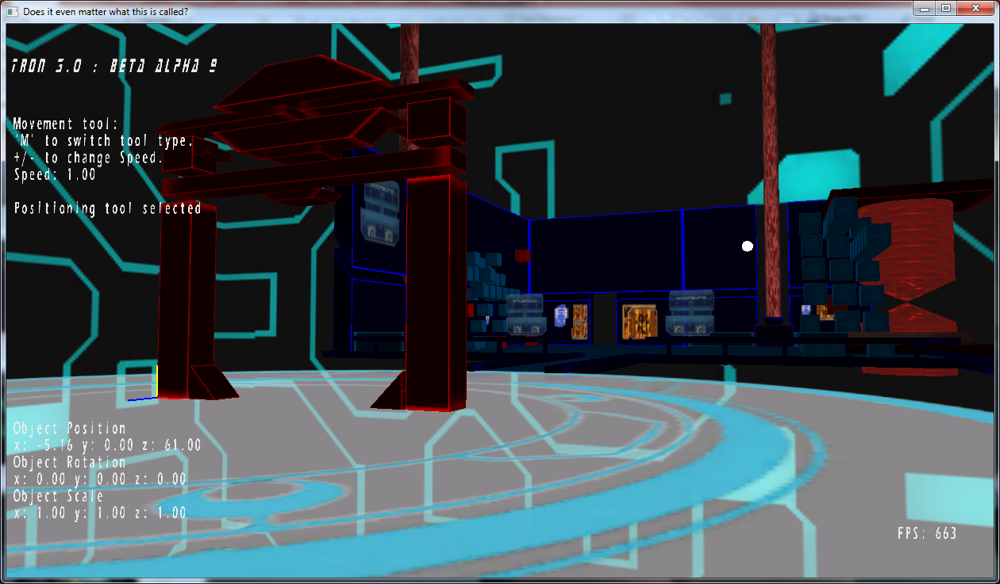 Does it even matter what this is called?
TRON 3.0 : BETA ALPHA 9
Movement tool:
'M' to switch tool type.
+/- to change Speed.
Speed: 1.00
Positioning tool selected
Object Position
x: -5.16 y: 0.00 z: 61.00
Object Rotation
x: 0.00 y: 0.00 z: 0.00
Object Scale
x: 1.00 y: 1.00 z: 1.00
FPS: 663